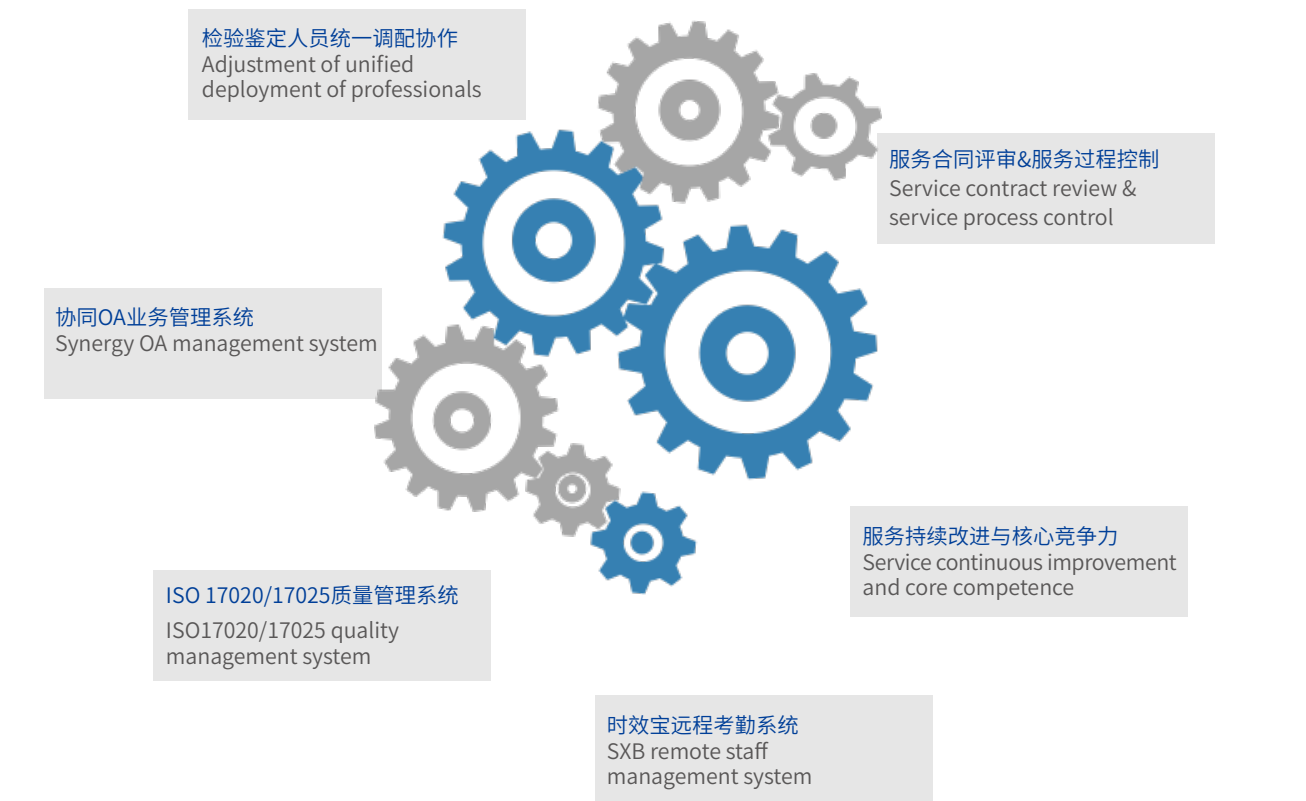 检验鉴定人员统一调配协作
Adjustment of unified
deployment of professionals
服务合同评审&服务过程控制
Service contract review &
service process control
协同OA业务管理系统
Synergy OA management system
服务持续改进与核心竞争力
Service continuous improvement
and core competence
ISO 17020/17025质量管理系统
ISO17020/17025 quality
management system
时效宝远程考勤系统
SXB remote staff
management system